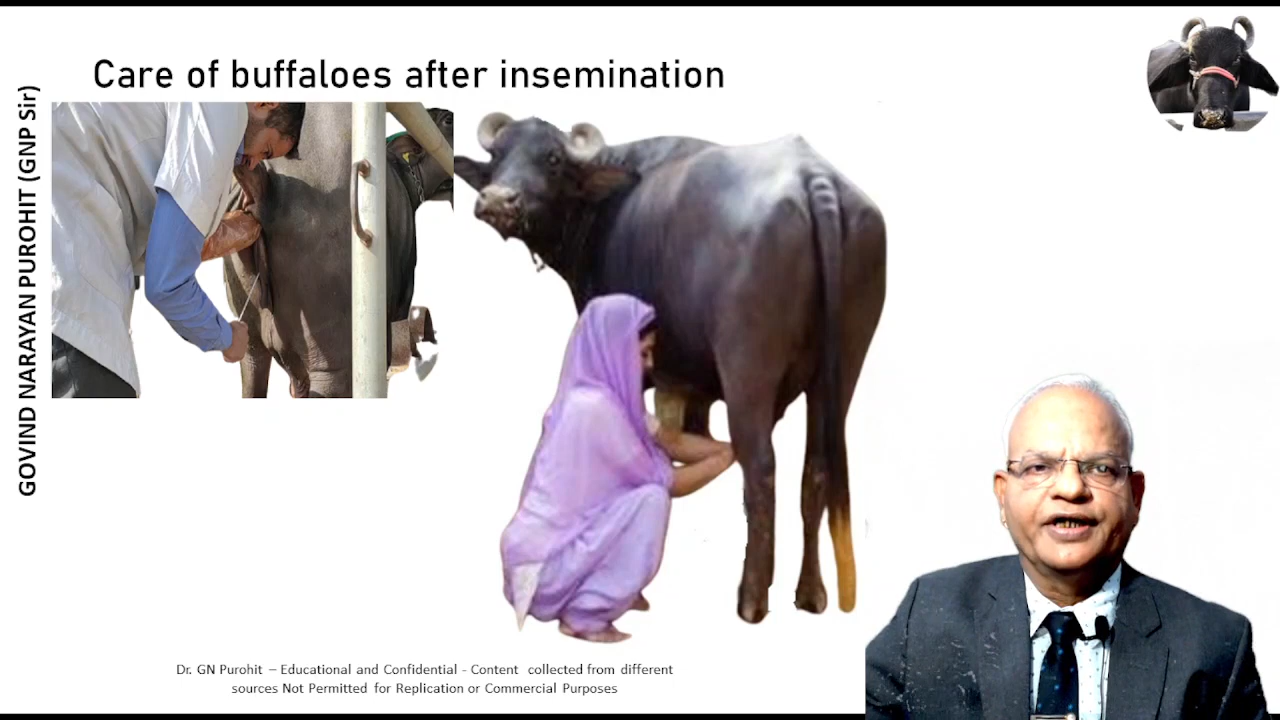 Care of buffaloes after insemination
GOVIND NARAYAN PUROHIT (GNP Sir)
Dr. GN Purohit – Educational and Confidential - Content collected from different
sources Not Permitted for Replication or Commercial Purposes